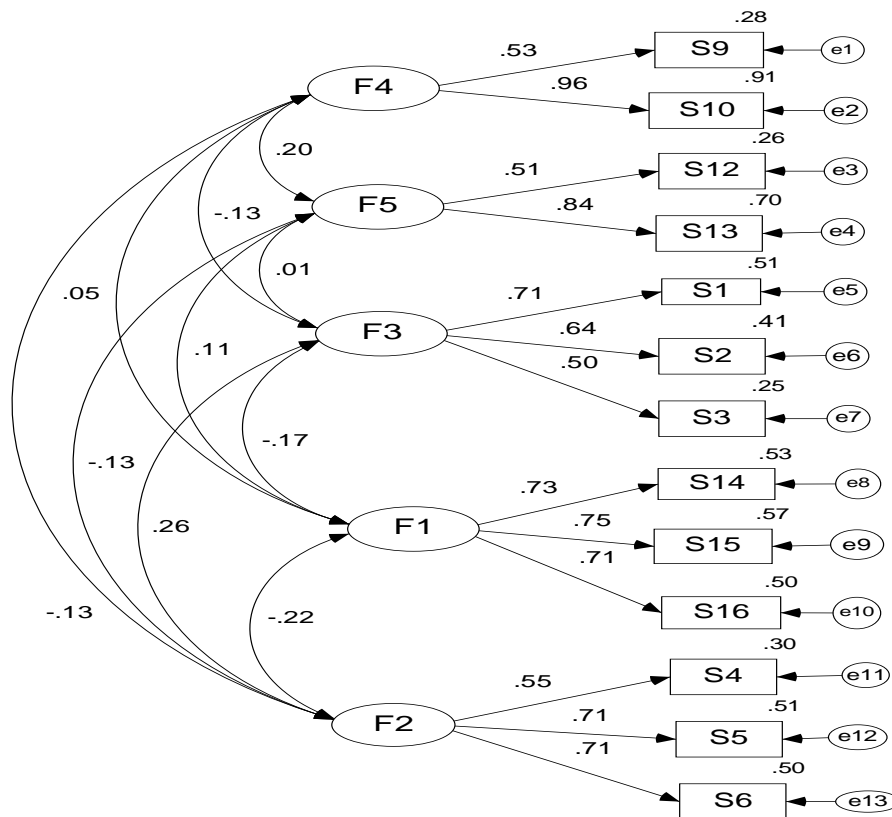 .28
.53
S9
e1
F4
.91
.96
S10
e2
.20
.26
.51
S12
e3
F5
.70
-.13
.84
S13
e4
.01
.51
.05
.71
S1
e5
F3
.41
.11
.64
S2
e6
.50
.25
S3
e7
-.17
.53
-.13
.73
S14
e8
.26
F1
.57
.75
S15
e9
.71
.50
-.13
-.22
S16
e10
.30
.55
S4
e11
F2
.51
.71
S5
e12
.71
.50
S6
e13